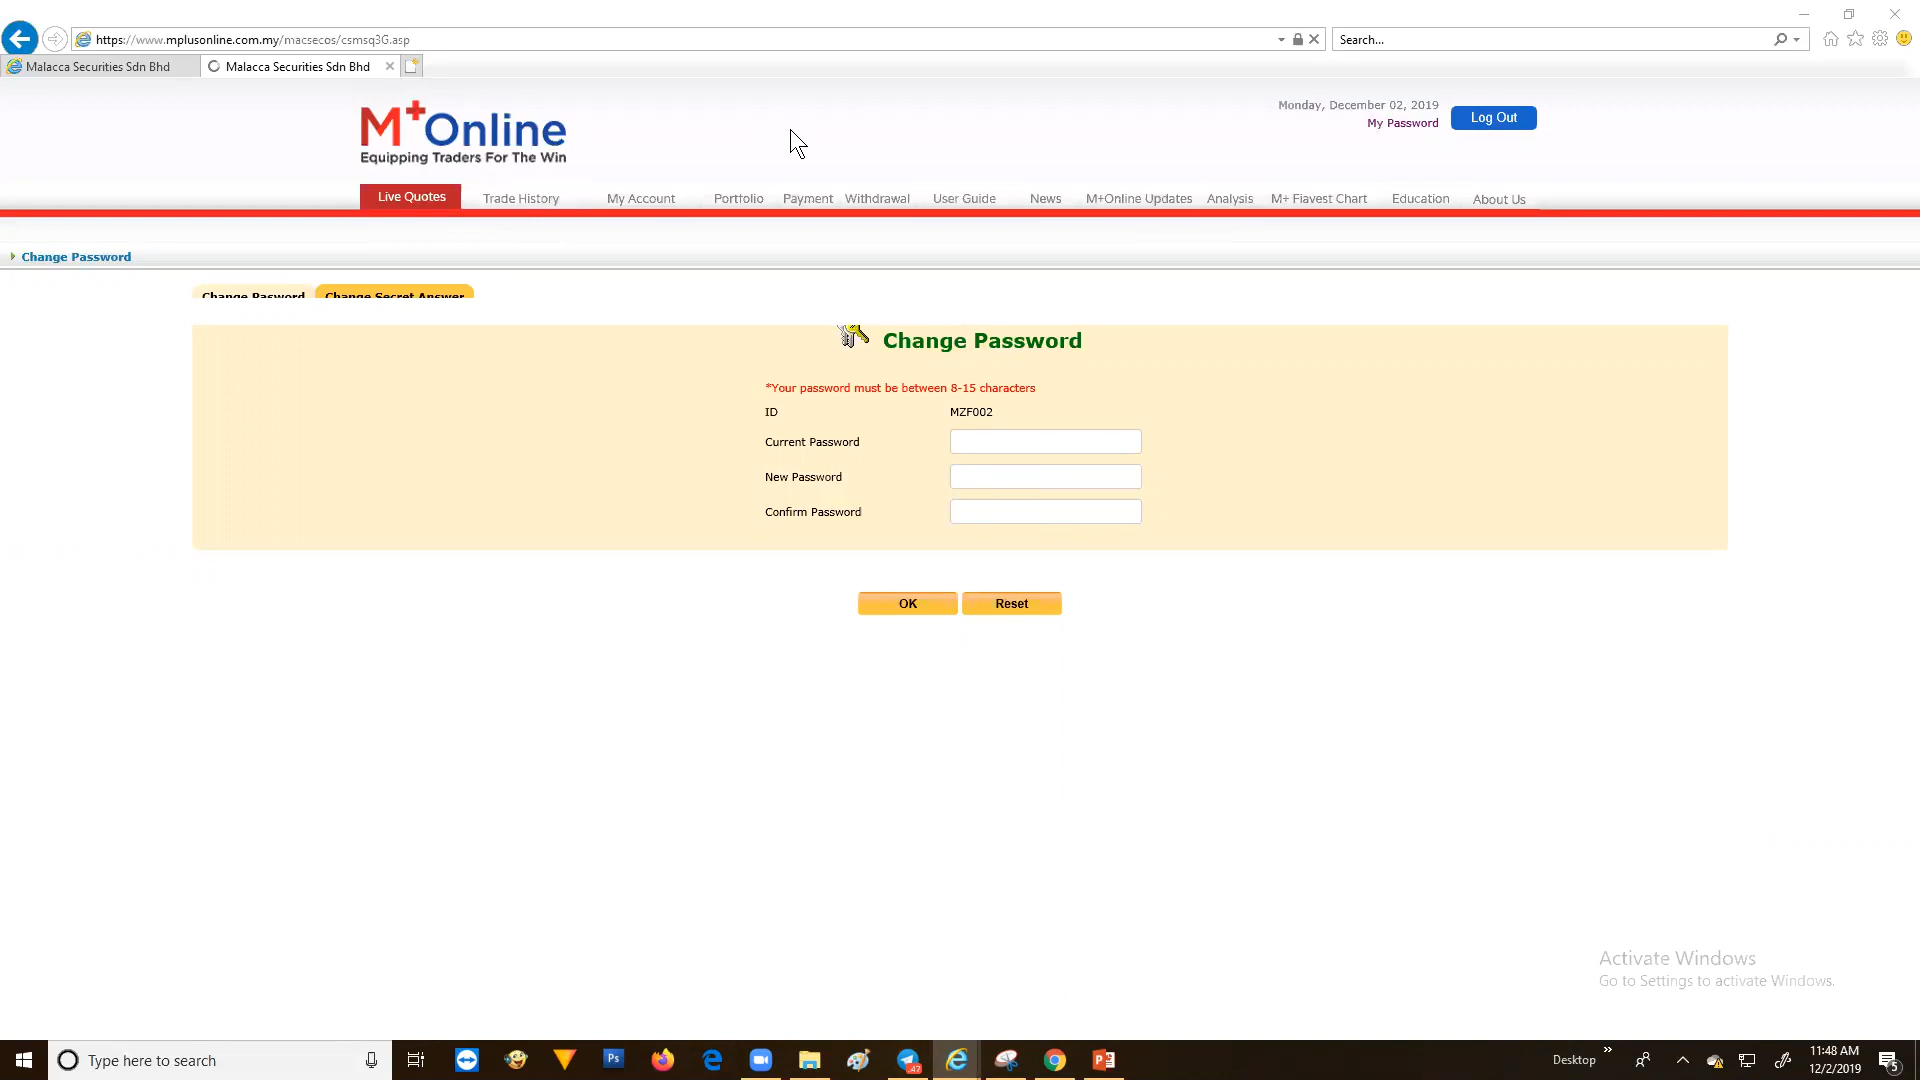 https://www.mplusonline.com.my/macsecos/csmsq3G.asp
Search...
Malacca Securities Sdn Bhd
Malacca Securities Sdn Bhd
M+Online
Equipping Traders For The Win
Monday, December 02, 2019
My Password
Log Out
Live Quotes
Trade History
My Account
Portfolio
Payment
Withdrawal
User Guide
News
M+Online Updates
Analysis
M+ Fiavest Chart
Education
About Us
Change Password
Change Pasword
Change Secret Answer
Change Password
*Your password must be between 8-15 characters
ID MZF002
Current Password
New Password
Confirm Password
OK
Reset
Activate Windows
Go to Settings to activate Windows.
Type here to search
Ps
47
Desktop
11:48 AM
12/2/2019
5